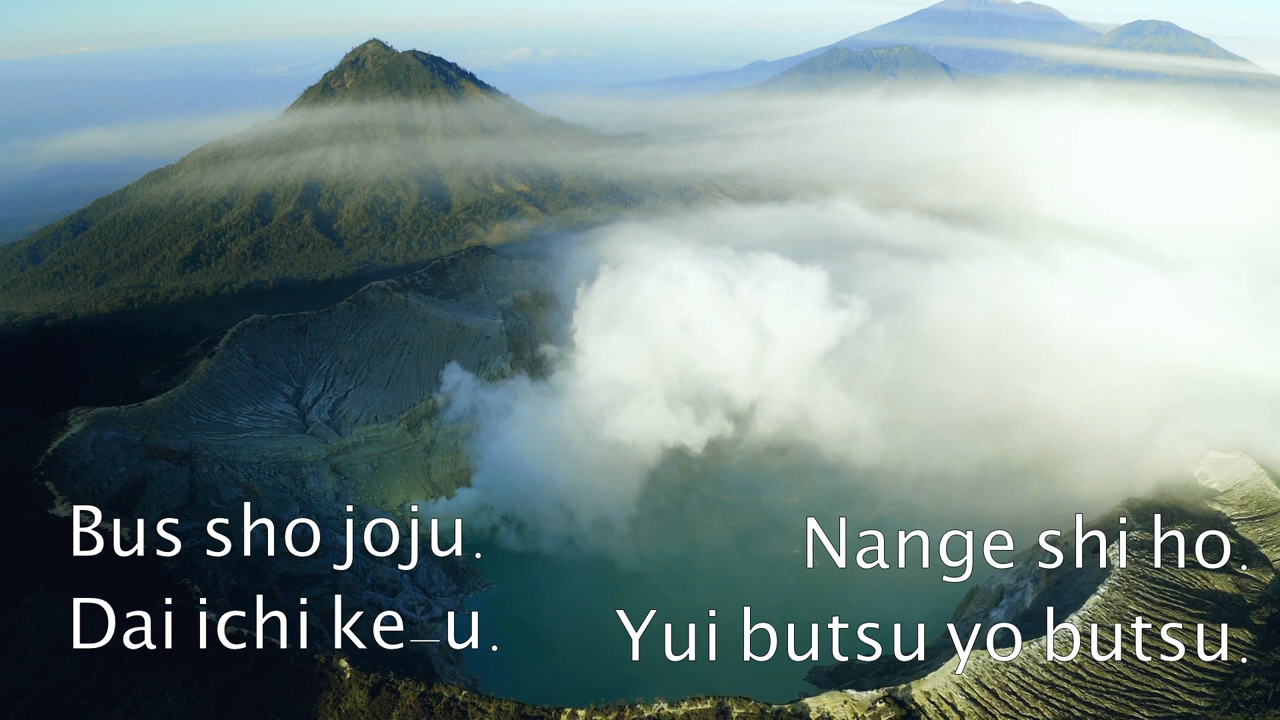 Bus sho joju.
Dai ichi ke_u.
Nange shi ho.
Yui butsu yo butsu.